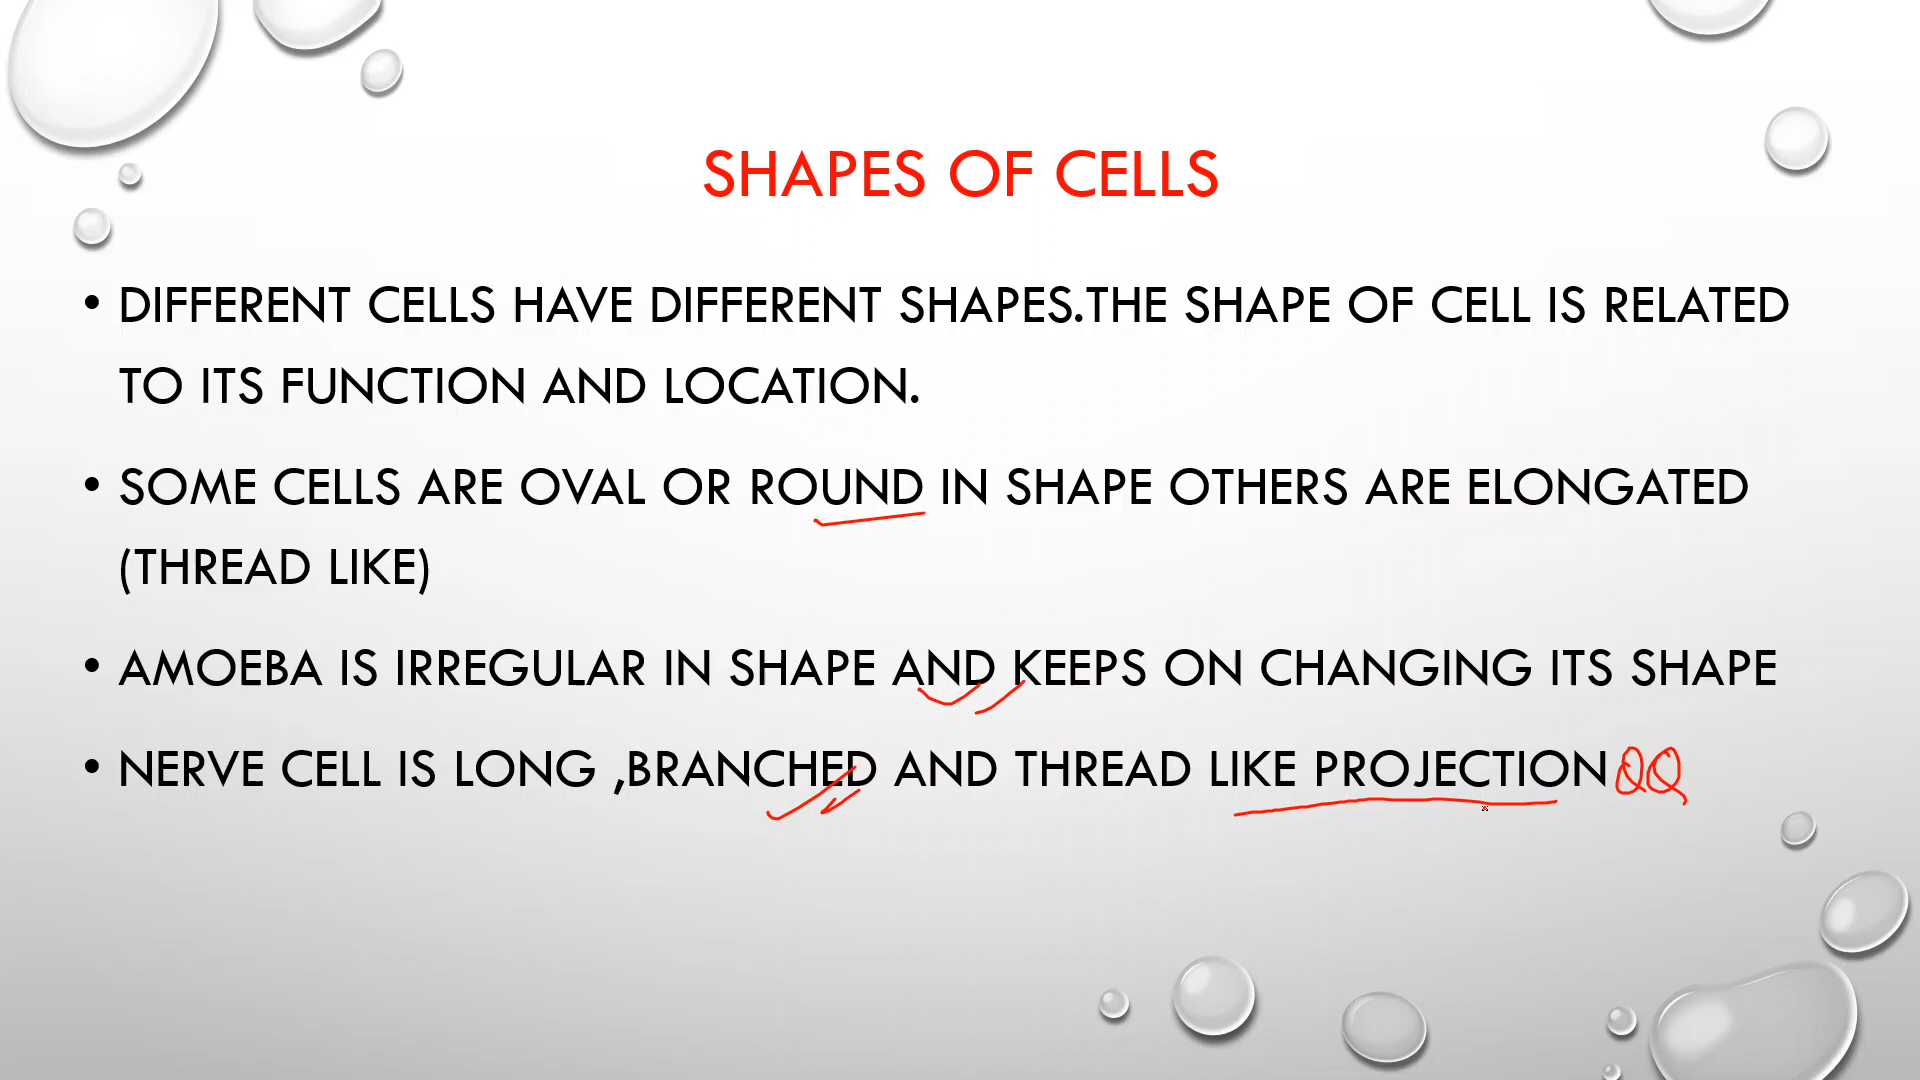 SHAPES OF CELLS
• DIFFERENT CELLS HAVE DIFFERENT SHAPES.THE SHAPE OF CELL IS RELATED
TO ITS FUNCTION AND LOCATION.
• SOME CELLS ARE OVAL OR ROUND IN SHAPE OTHERS ARE ELONGATED
(THREAD LIKE)
• AMOEBA IS IRREGULAR IN SHAPE AND KEEPS ON CHANGING ITS SHAPE
• NERVE CELL IS LONG ,BRANCHED AND THREAD LIKE PROJECTION